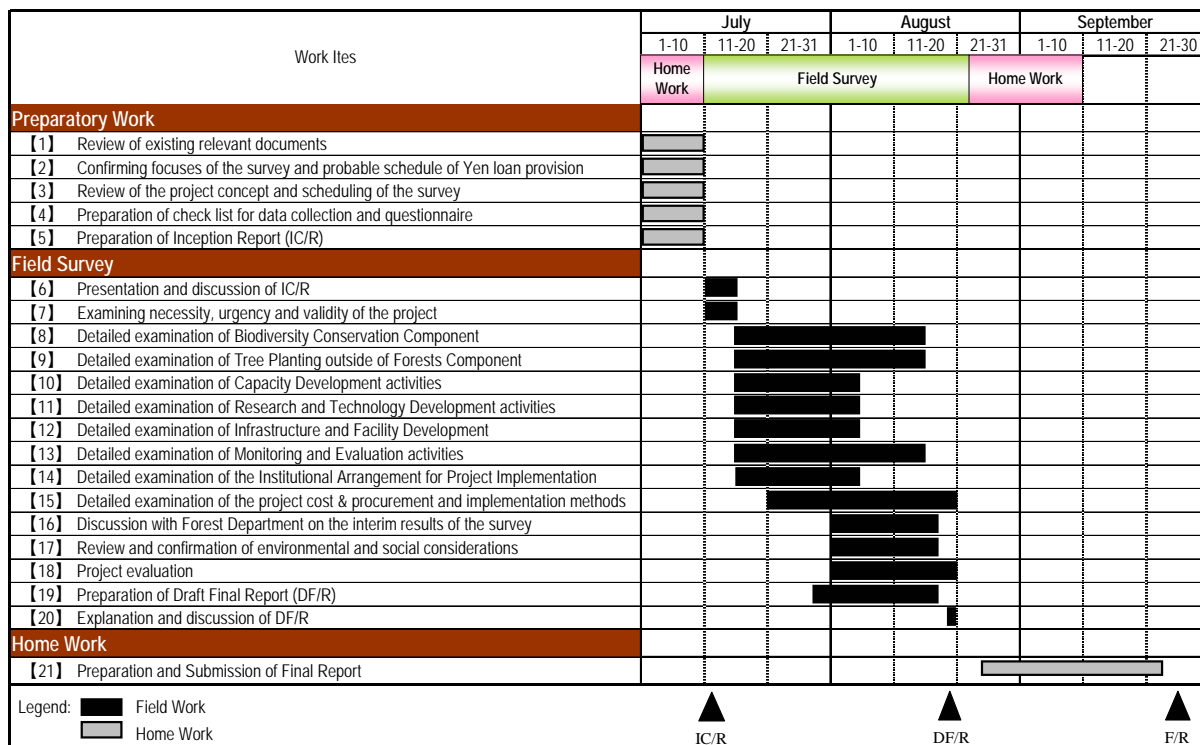 July August September
Work Ites
1-10 11-20 21-31 1-10 11-20 21-31 1-10 11-20 21-30
Home Work Field Survey Home Work
Preparatory Work
【1】 Review of existing relevant documents
【2】 Confirming focuses of the survey and probable schedule of Yen loan provision
【3】 Review of the project concept and scheduling of the survey
【4】 Preparation of check list for data collection and questionnaire
【5】 Preparation of Inception Report (IC/R)
Field Survey
【6】 Presentation and discussion of IC/R
【7】 Examining necessity, urgency and validity of the project
【8】 Detailed examination of Biodiversity Conservation Component
【9】 Detailed examination of Tree Planting outside of Forests Component
【10】 Detailed examination of Capacity Development activities
【11】 Detailed examination of Research and Technology Development activities
【12】 Detailed examination of Infrastructure and Facility Development
【13】 Detailed examination of Monitoring and Evaluation activities
【14】 Detailed examination of the Institutional Arrangement for Project Implementation
【15】 Detailed examination of the project cost & procurement and implementation methods
【16】 Discussion with Forest Department on the interim results of the survey
【17】 Review and confirmation of environmental and social considerations
【18】 Project evaluation
【19】 Preparation of Draft Final Report (DF/R)
【20】 Explanation and discussion of DF/R
Home Work
【21】 Preparation and Submission of Final Report
Legend: Field Work
Home Work
IC/R DF/R F/R